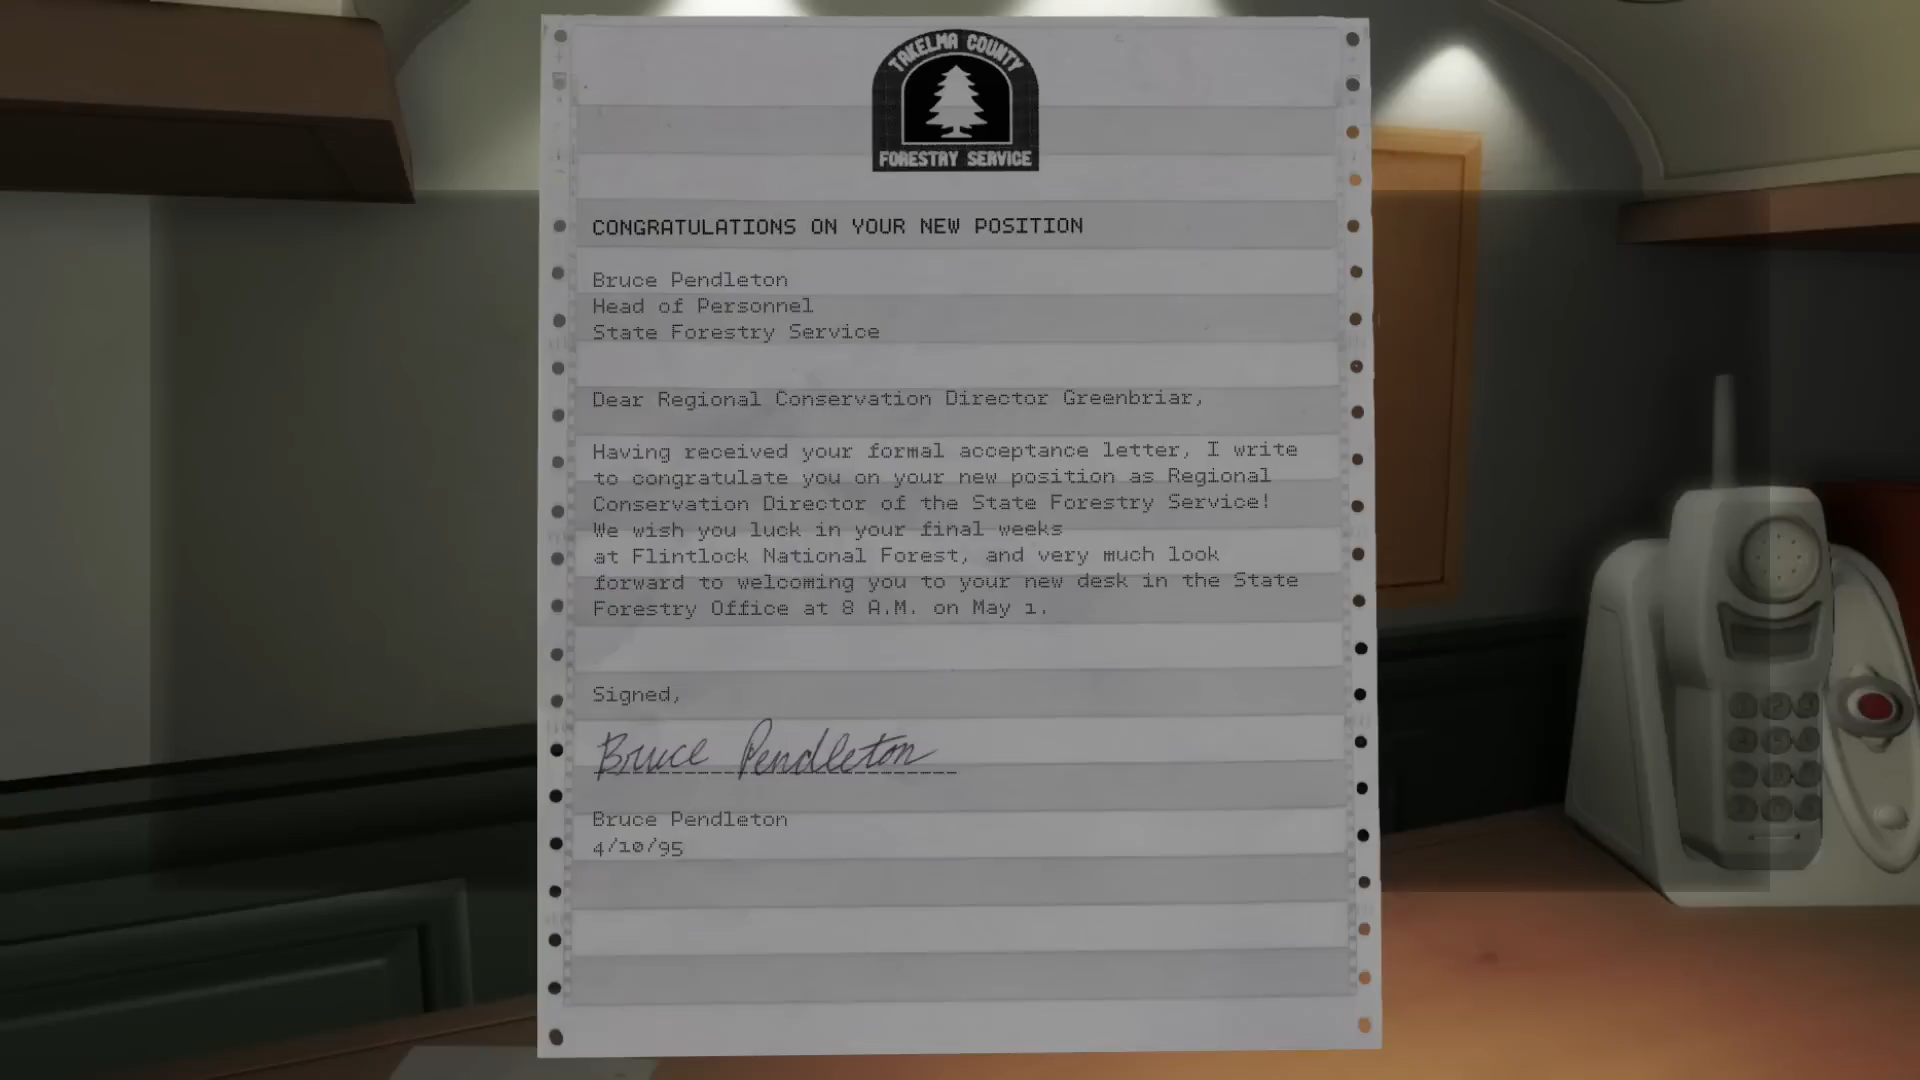 TAKELMA COUNTY
FORESTRY SERVICE
CONGRATULATIONS ON YOUR NEW POSITION
Bruce Pendleton
Head of Personnel
State Forestry Service
Dear Regional Conservation Director Greenbriar,
Having received your formal acceptance letter, I write
to congratulate you on your new position as Regional
Conservation Director of the State Forestry Service!
We wish you luck in your final weeks
at Flintlock National Forest, and very much look
forward to welcoming you to your new desk in the State
Forestry Office at 8 A.M. on May 1.
Signed,
Bruce Pendleton
Bruce Pendleton
4/10/95